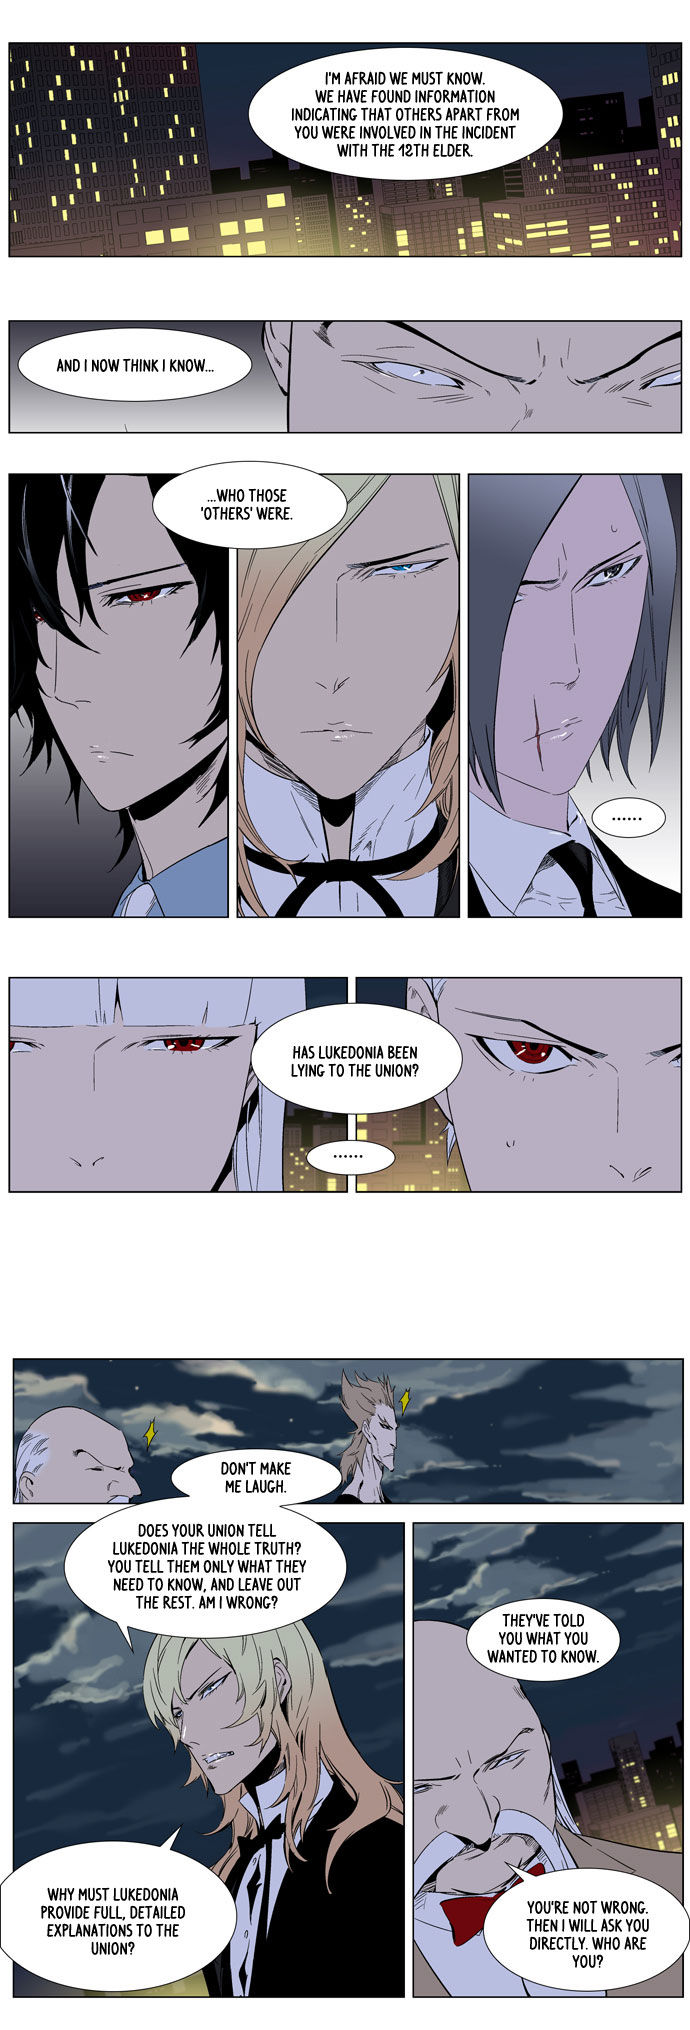 I'M AFRAID WE MUST KNOW.
WE HAVE FOUND INFORMATION
INDICATING THAT OTHERS APART FROM
YOU WERE INVOLVED IN THE INCIDENT
WITH THE 12TH ELDER.
AND I NOW THINK I KNOW...
...WHO THOSE
'OTHERS' WERE.
......
HAS LUKEDONIA BEEN
LYING TO THE UNION?
......
DON'T MAKE
ME LAUGH.
DOES YOUR UNION TELL
LUKEDONIA THE WHOLE TRUTH?
YOU TELL THEM ONLY WHAT THEY
NEED TO KNOW, AND LEAVE OUT
THE REST. AM I WRONG?
THEY'VE TOLD
YOU WHAT YOU
WANTED TO KNOW.
WHY MUST LUKEDONIA
PROVIDE FULL, DETAILED
EXPLANATIONS TO THE
UNION?
YOU'RE NOT WRONG.
THEN I WILL ASK YOU
DIRECTLY. WHO ARE
YOU?